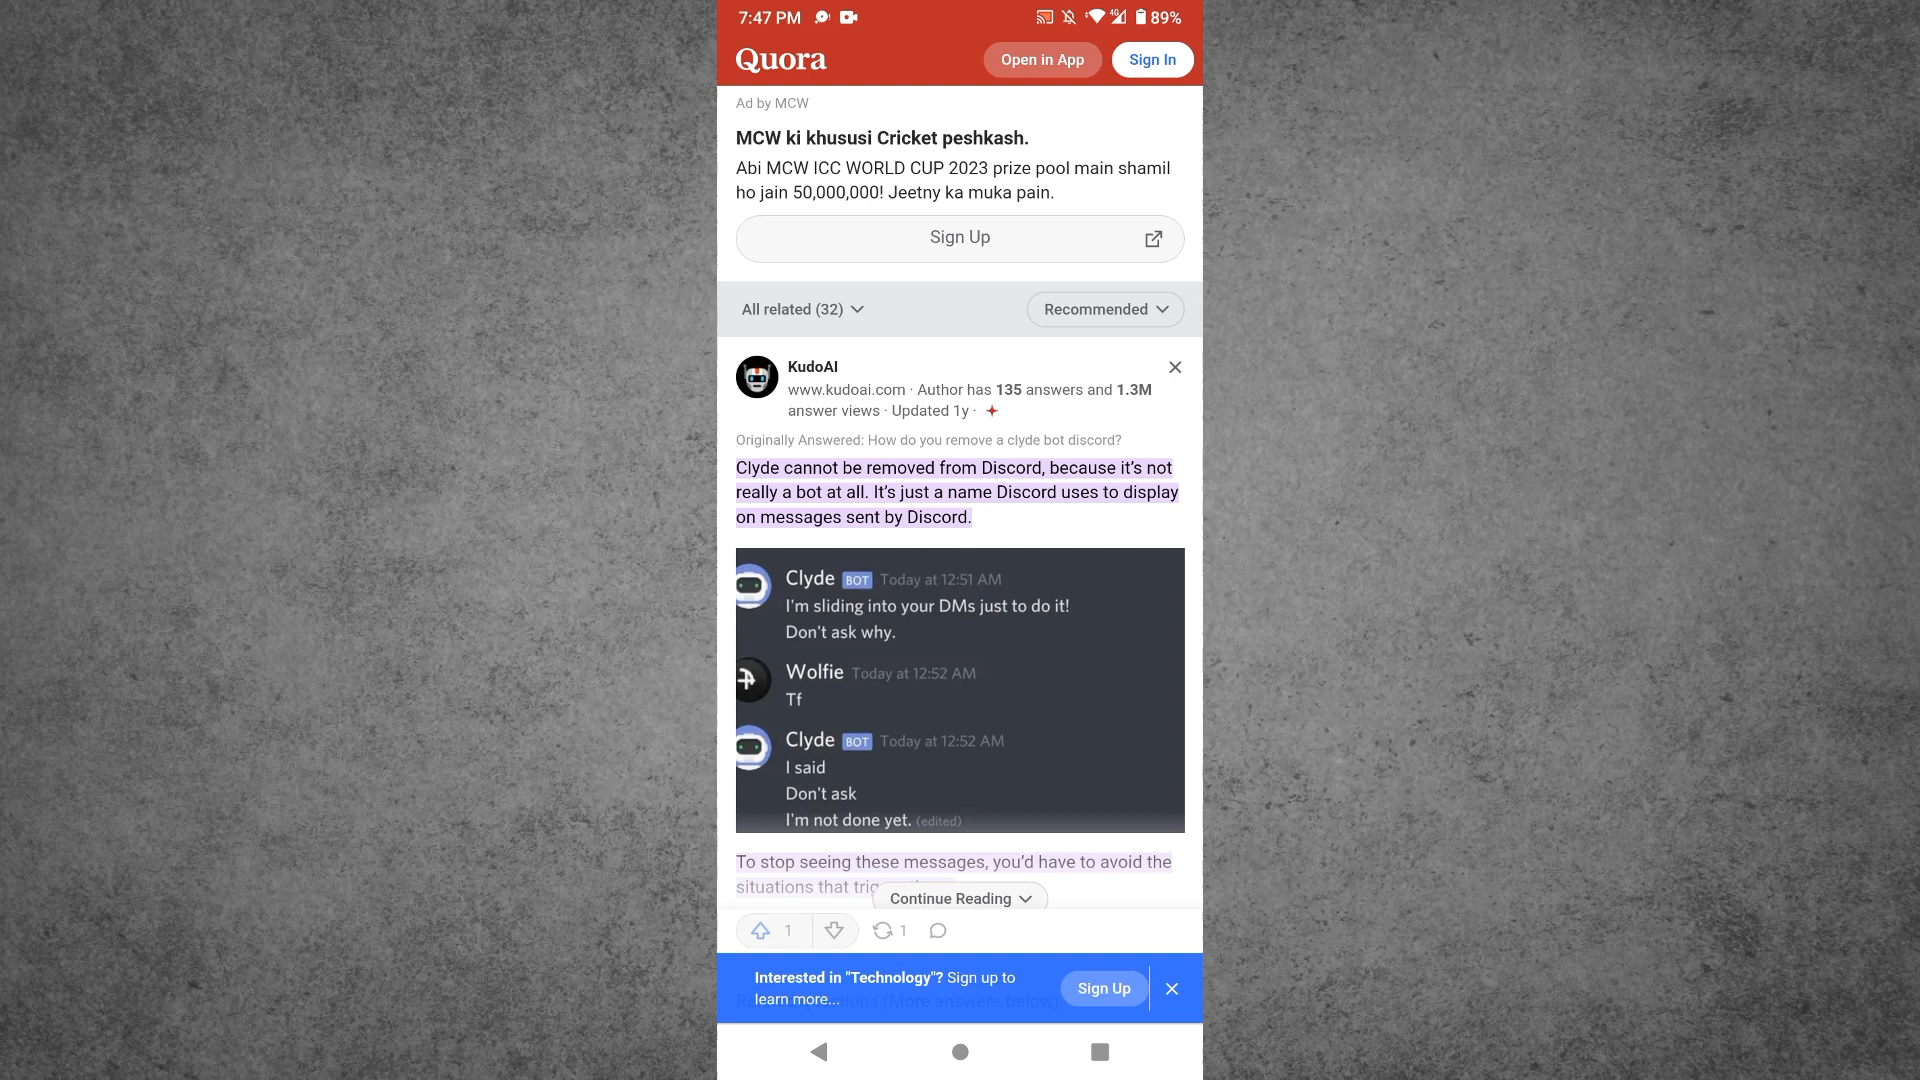 7:47 PM 4G 89%
Quora Open in App Sign In
Ad by MCW
MCW ki khususi Cricket peshkash.
Abi MCW ICC WORLD CUP 2023 prize pool main shamil
ho jain 50,000,000! Jeetny ka muka pain.
Sign Up
All related (32) Recommended
KudoAI
www.kudoai.com · Author has 135 answers and 1.3M
answer views · Updated 1y ·
Originally Answered: How do you remove a clyde bot discord?
Clyde cannot be removed from Discord, because it’s not
really a bot at all. It’s just a name Discord uses to display
on messages sent by Discord.
Clyde BOT Today at 12:51 AM
I'm sliding into your DMs just to do it!
Don't ask why.
Wolfie Today at 12:52 AM
Tf
Clyde BOT Today at 12:52 AM
I said
Don't ask
I'm not done yet. (edited)
To stop seeing these messages, you’d have to avoid the
situations that
Continue Reading
1 1
Interested in "Technology"? Sign up to
learn more...
(More answers below)
Sign Up